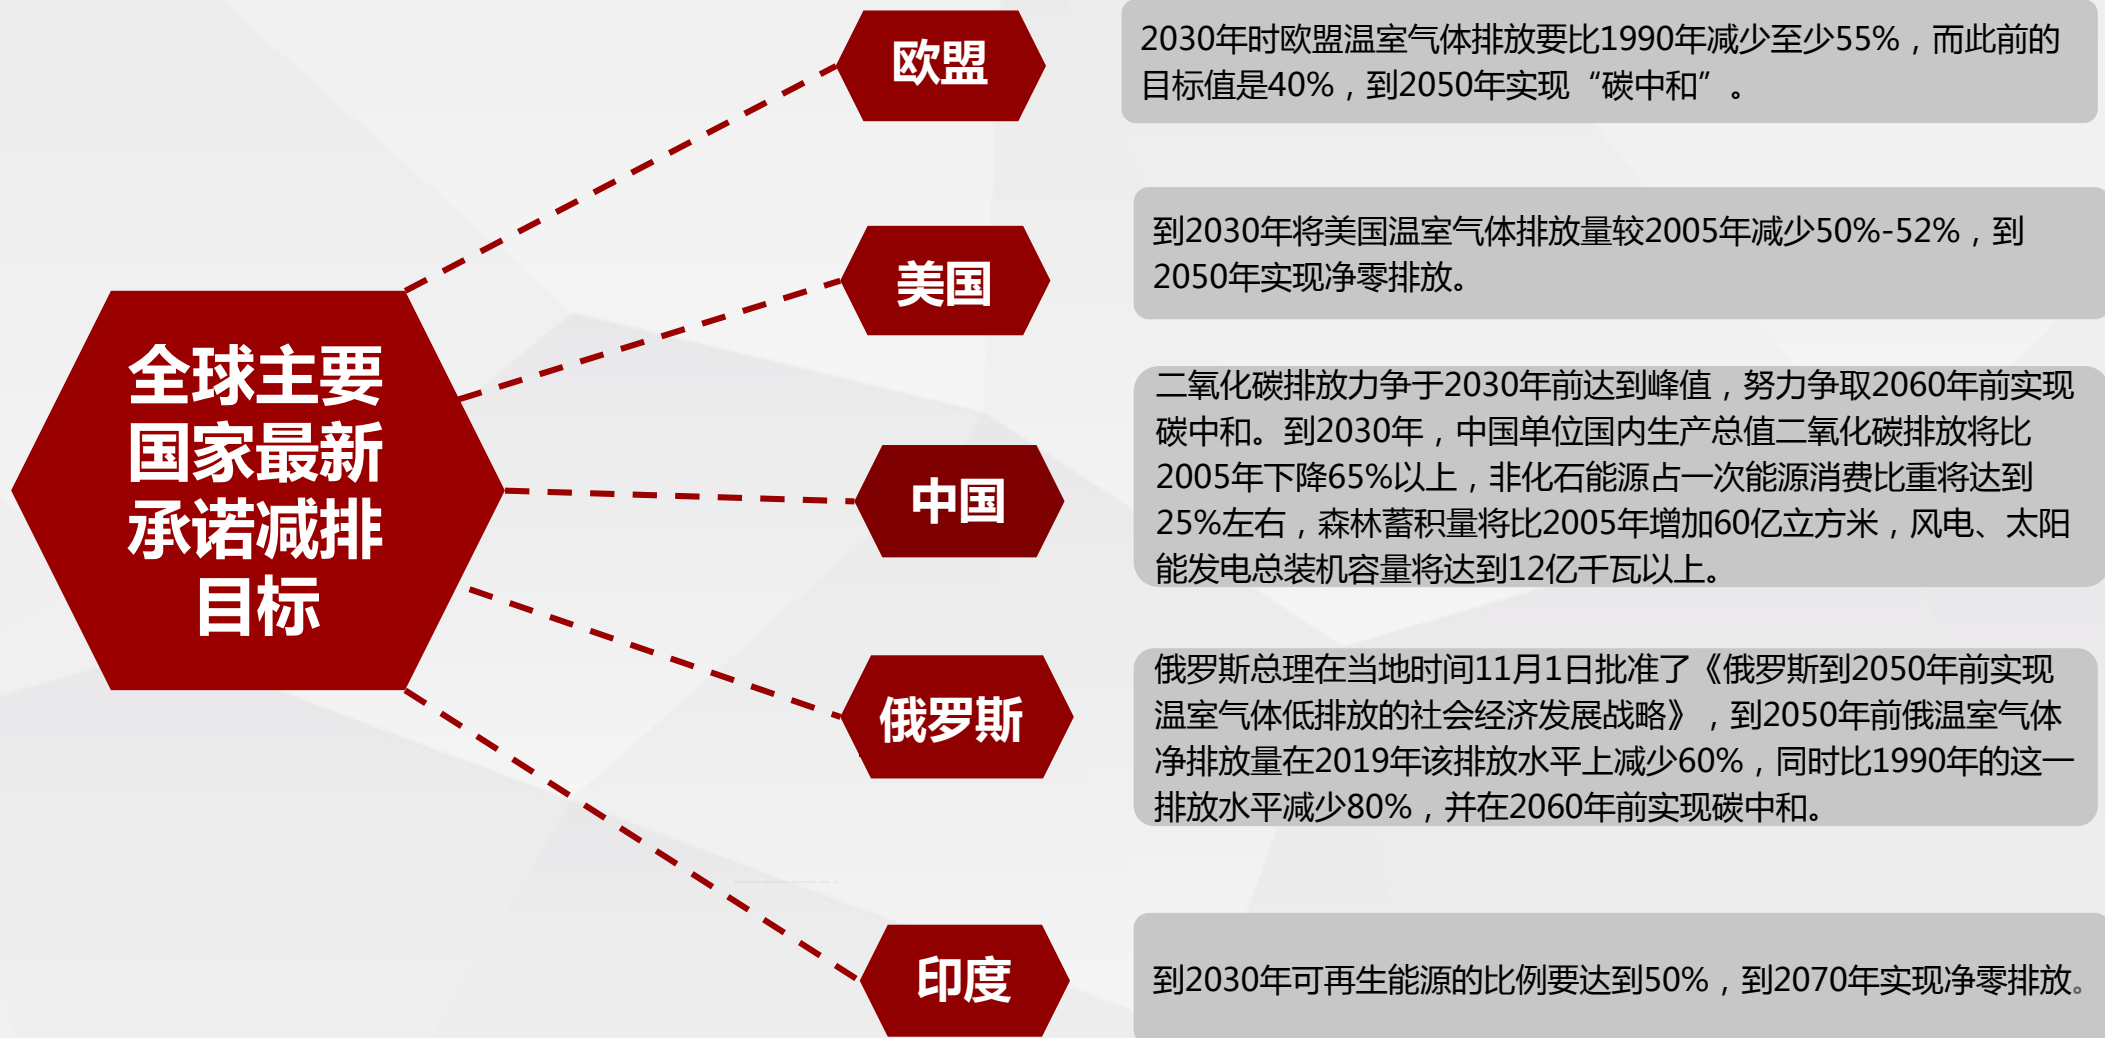 全球主要
国家最新
承诺减排
目标
欧盟
2030年时欧盟温室气体排放要比1990年减少至少55%，而此前的
目标值是40%，到2050年实现“碳中和”。
美国
到2030年将美国温室气体排放量较2005年减少50%-52%，到
2050年实现净零排放。
中国
二氧化碳排放力争于2030年前达到峰值，努力争取2060年前实现
碳中和。到2030年，中国单位国内生产总值二氧化碳排放将比
2005年下降65%以上，非化石能源占一次能源消费比重将达到
25%左右，森林蓄积量将比2005年增加60亿立方米，风电、太阳
能发电总装机容量将达到12亿千瓦以上。
俄罗斯
俄罗斯总理在当地时间11月1日批准了《俄罗斯到2050年前实现
温室气体低排放的社会经济发展战略》，到2050年前俄温室气体
净排放量在2019年该排放水平上减少60%，同时比1990年的这一
排放水平减少80%，并在2060年前实现碳中和。
印度
到2030年可再生能源的比例要达到50%，到2070年实现净零排放。